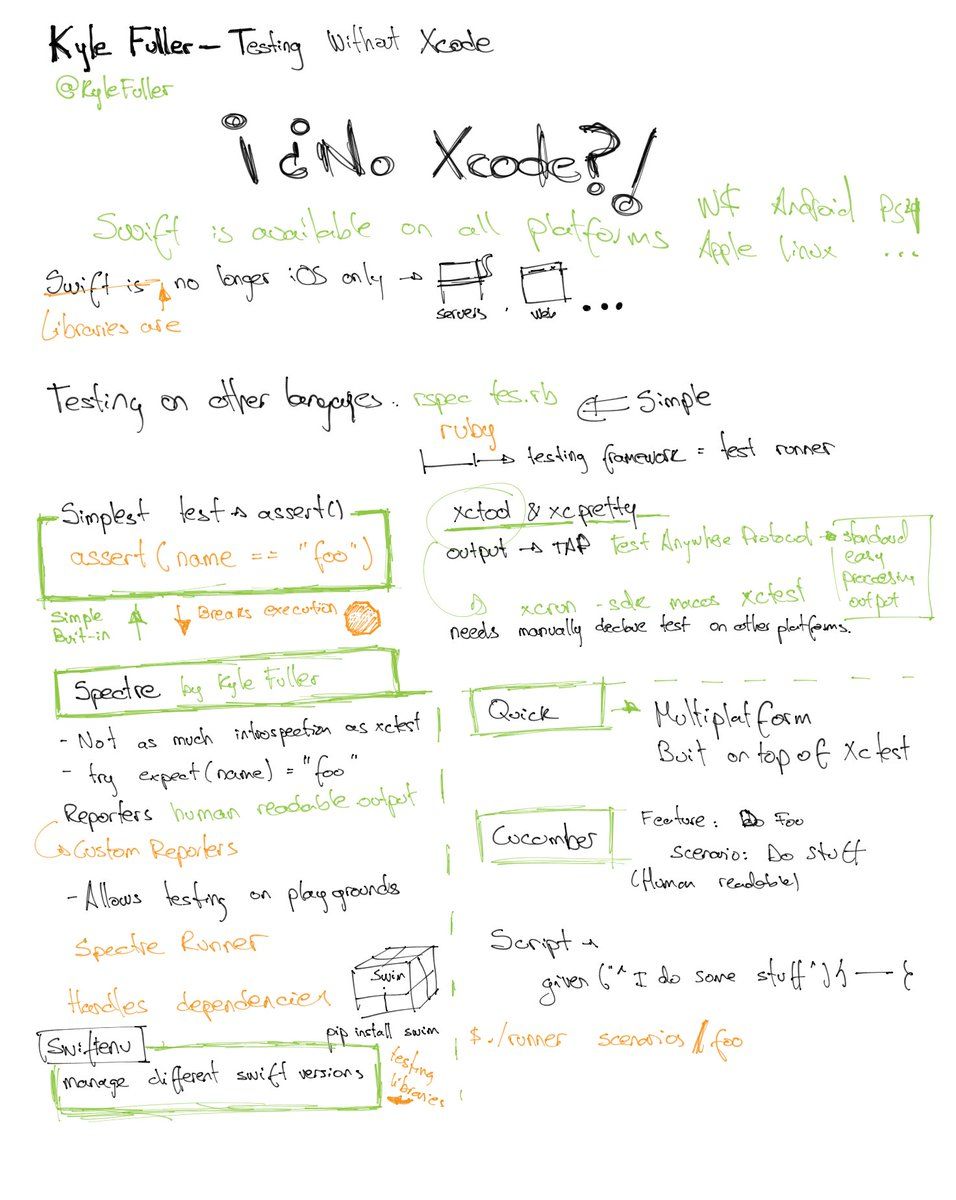 Kyle Fuller - Testing Without Xcode
@KyleFuller
¡¿No Xcode?!
Swift is available on all platforms
Android PS4
Apple Linux ...
Swift is no longer iOS only →
Libraries are
servers, web ...
Testing on other languages. rspec tes.rb
Simple
ruby
testing framework = test runner
Simplest test → assert()
assert (name == "foo")
Simple
Buit-in
Breaks execution
xctool & xcpretty
output → TAP Test Anywhere Protocol →
standard
easy
output
xcrun -sdk macos xctest
needs manually declare test on other platforms.
Spectre by Kyle Fuller
- Not as much introspection as xctest
- try expect(name) = "foo"
Reporters human readable output
Custom Reporters
- Allows testing on playgrounds
Spectre Runner
Handles dependencies
Swim
pip install swim
testing
libraries
Swiftenv
manage different swift versions
Quick → Multiplatform
Buit on top of Xctest
Cucumber
Feature: Do Foo
scenario: Do stuff
(Human readable)
Script →
given ("^ I do some stuff") { — {
$ ./runner scenarios / foo